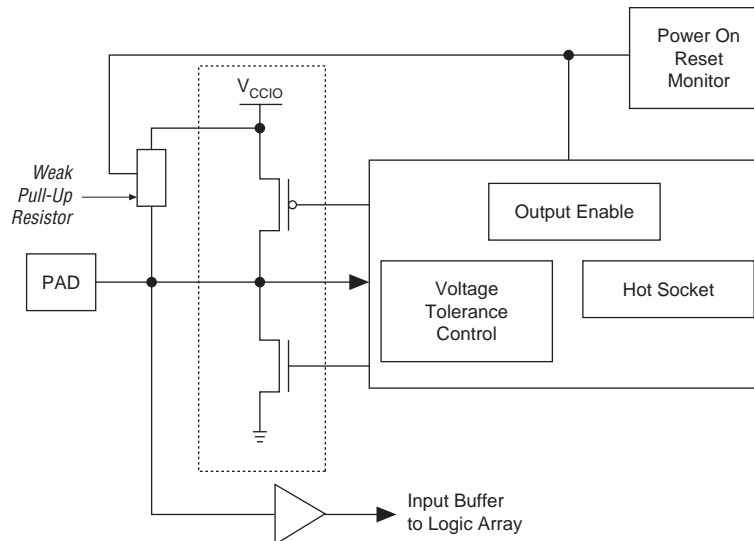 Power On
Reset
Monitor
V_CCIO
Weak
Pull-Up
Resistor
Output Enable
PAD
Voltage
Tolerance
Control
Hot Socket
Input Buffer
to Logic Array